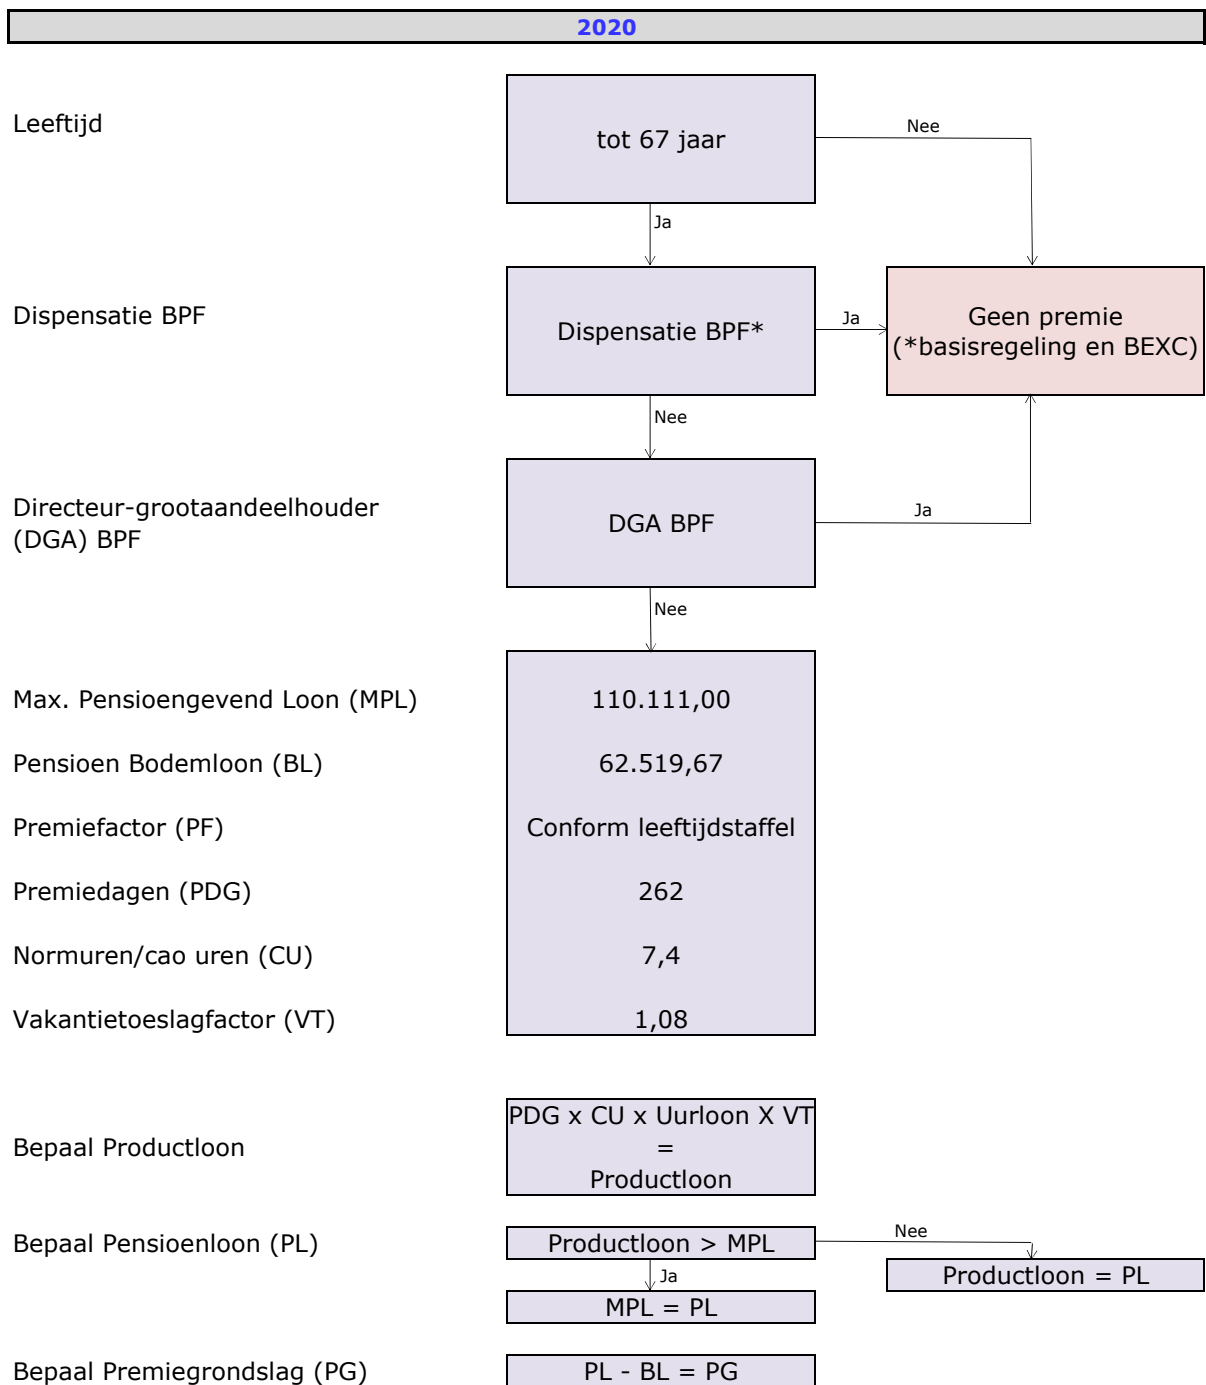 2020
Leeftijd
tot 67 jaar
Nee
Ja
Dispensatie BPF
Dispensatie BPF*
Ja
Geen premie
(*basisregeling en BEXC)
Nee
Directeur-grootaandeelhouder
(DGA) BPF
DGA BPF
Ja
Nee
Max. Pensioengevend Loon (MPL)
110.111,00
Pensioen Bodemloon (BL)
62.519,67
Premiefactor (PF)
Conform leeftijdstaffel
Premiedagen (PDG)
262
Normuren/cao uren (CU)
7,4
Vakantietoeslagfactor (VT)
1,08
Bepaal Productloon
PDG x CU x Uurloon X VT
=
Productloon
Bepaal Pensioenloon (PL)
Productloon > MPL
Nee
Productloon = PL
Ja
MPL = PL
Bepaal Premiegrondslag (PG)
PL - BL = PG